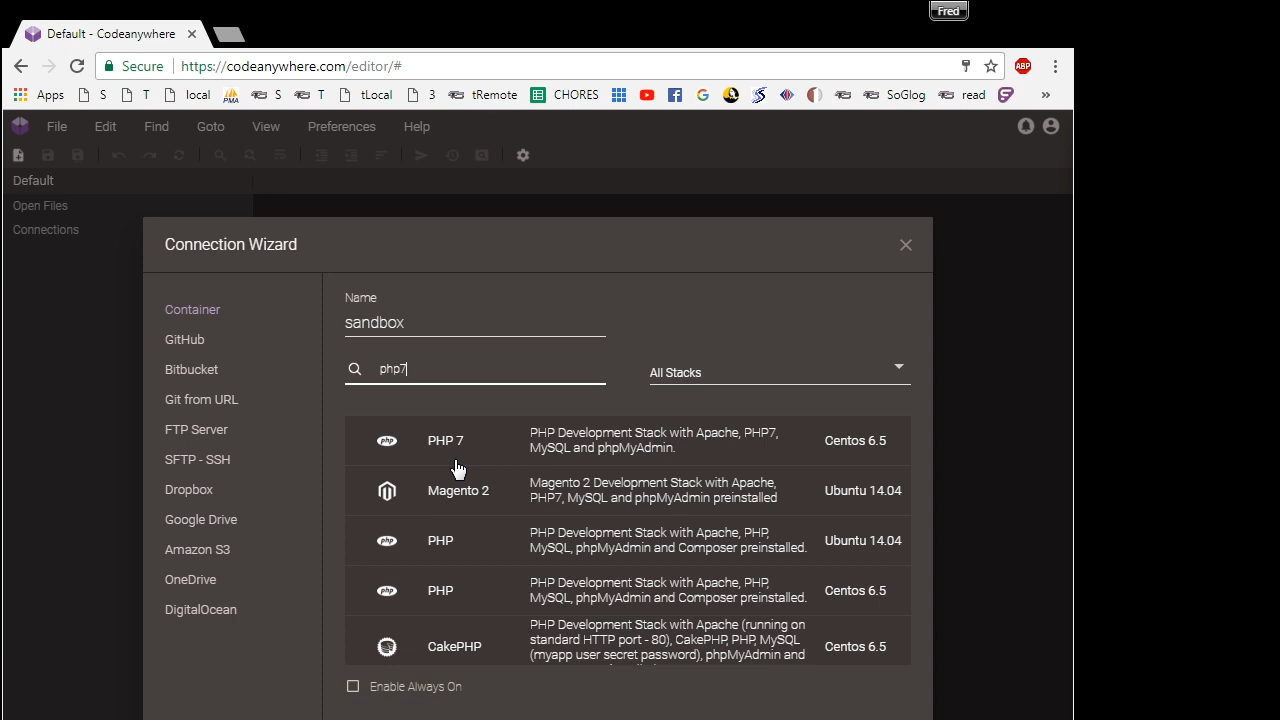 Fred
Default - Codeanywhere
Secure https://codeanywhere.com/editor/#
ABP
Apps S T local PMA S T tLocal 3 tRemote CHORES SoGlog read »
File Edit Find Goto View Preferences Help
Default
Open Files
Connections
Connection Wizard
Container
GitHub
Bitbucket
Git from URL
FTP Server
SFTP - SSH
Dropbox
Google Drive
Amazon S3
OneDrive
DigitalOcean
Name
sandbox
php7
All Stacks
php PHP 7 PHP Development Stack with Apache, PHP7, MySQL and phpMyAdmin. Centos 6.5
Magento 2 Magento 2 Development Stack with Apache, PHP7, MySQL and phpMyAdmin preinstalled Ubuntu 14.04
php PHP PHP Development Stack with Apache, PHP, MySQL, phpMyAdmin and Composer preinstalled. Ubuntu 14.04
php PHP PHP Development Stack with Apache, PHP, MySQL, phpMyAdmin and Composer preinstalled. Centos 6.5
CakePHP PHP Development Stack with Apache (running on standard HTTP port - 80), CakePHP, PHP, MySQL (myapp user secret password), phpMyAdmin and Centos 6.5
Enable Always On